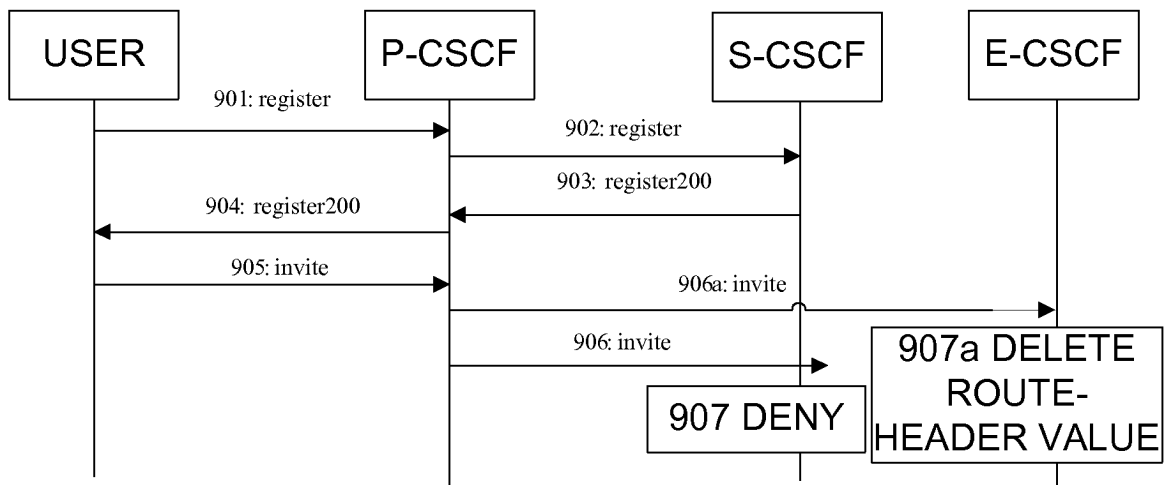 USER
P-CSCF
S-CSCF
E-CSCF
901: register
902: register
903: register200
904: register200
905: invite
906a: invite
906: invite
907 DENY
907a DELETE
ROUTE-
HEADER VALUE